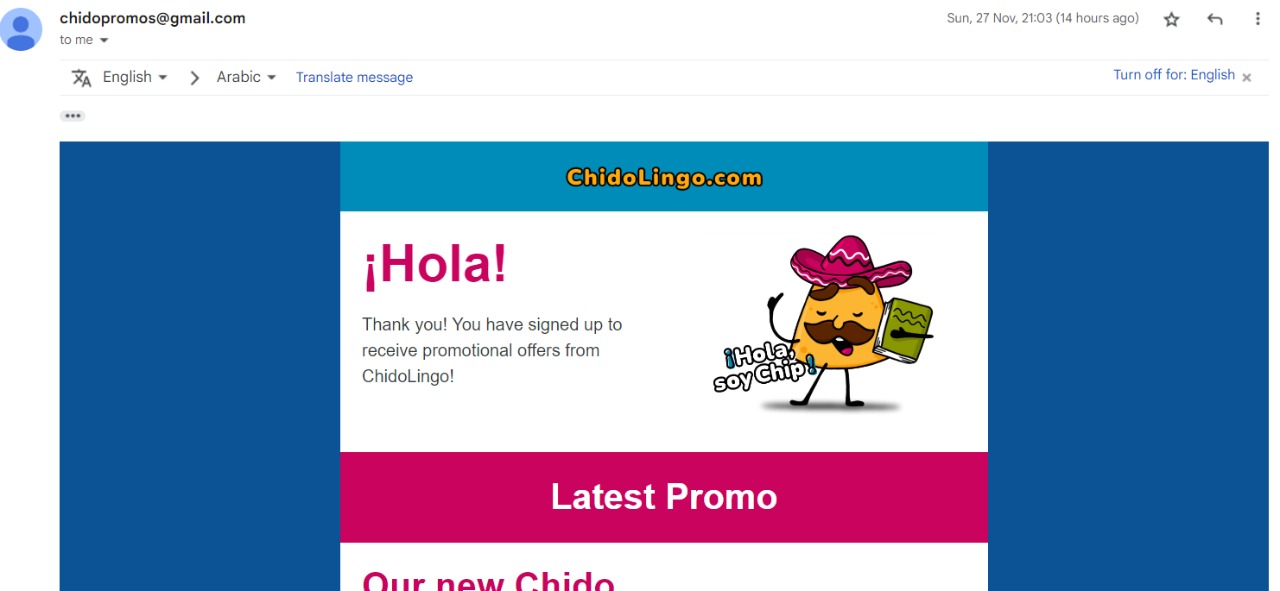 chidopromos@gmail.com
Sun, 27 Nov, 21:03 (14 hours ago)
to me
English
Arabic
Translate message
Turn off for: English
ChidoLingo.com
¡Hola!
Thank you! You have signed up to
receive promotional offers from
ChidoLingo!
¡Hola,
soy Chip!
Latest Promo
Our new Chido